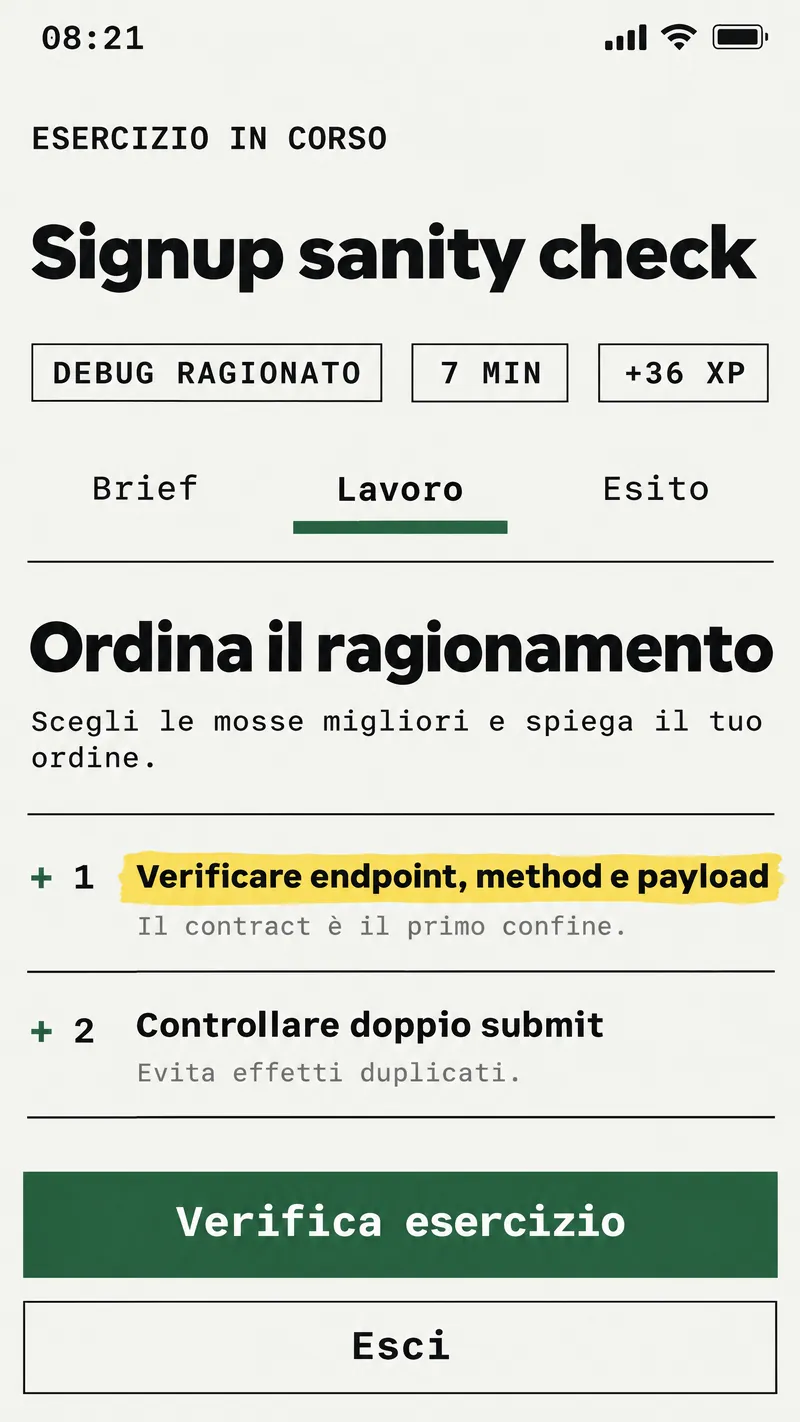 08:21
ESERCIZIO IN CORSO
Signup sanity check
DEBUG RAGIONATO 7 MIN +36 XP
Brief Lavoro Esito
Ordina il ragionamento
Scegli le mosse migliori e spiega il tuo
ordine.
+ 1 Verificare endpoint, method e payload
Il contract è il primo confine.
+ 2 Controllare doppio submit
Evita effetti duplicati.
Verifica esercizio
Esci